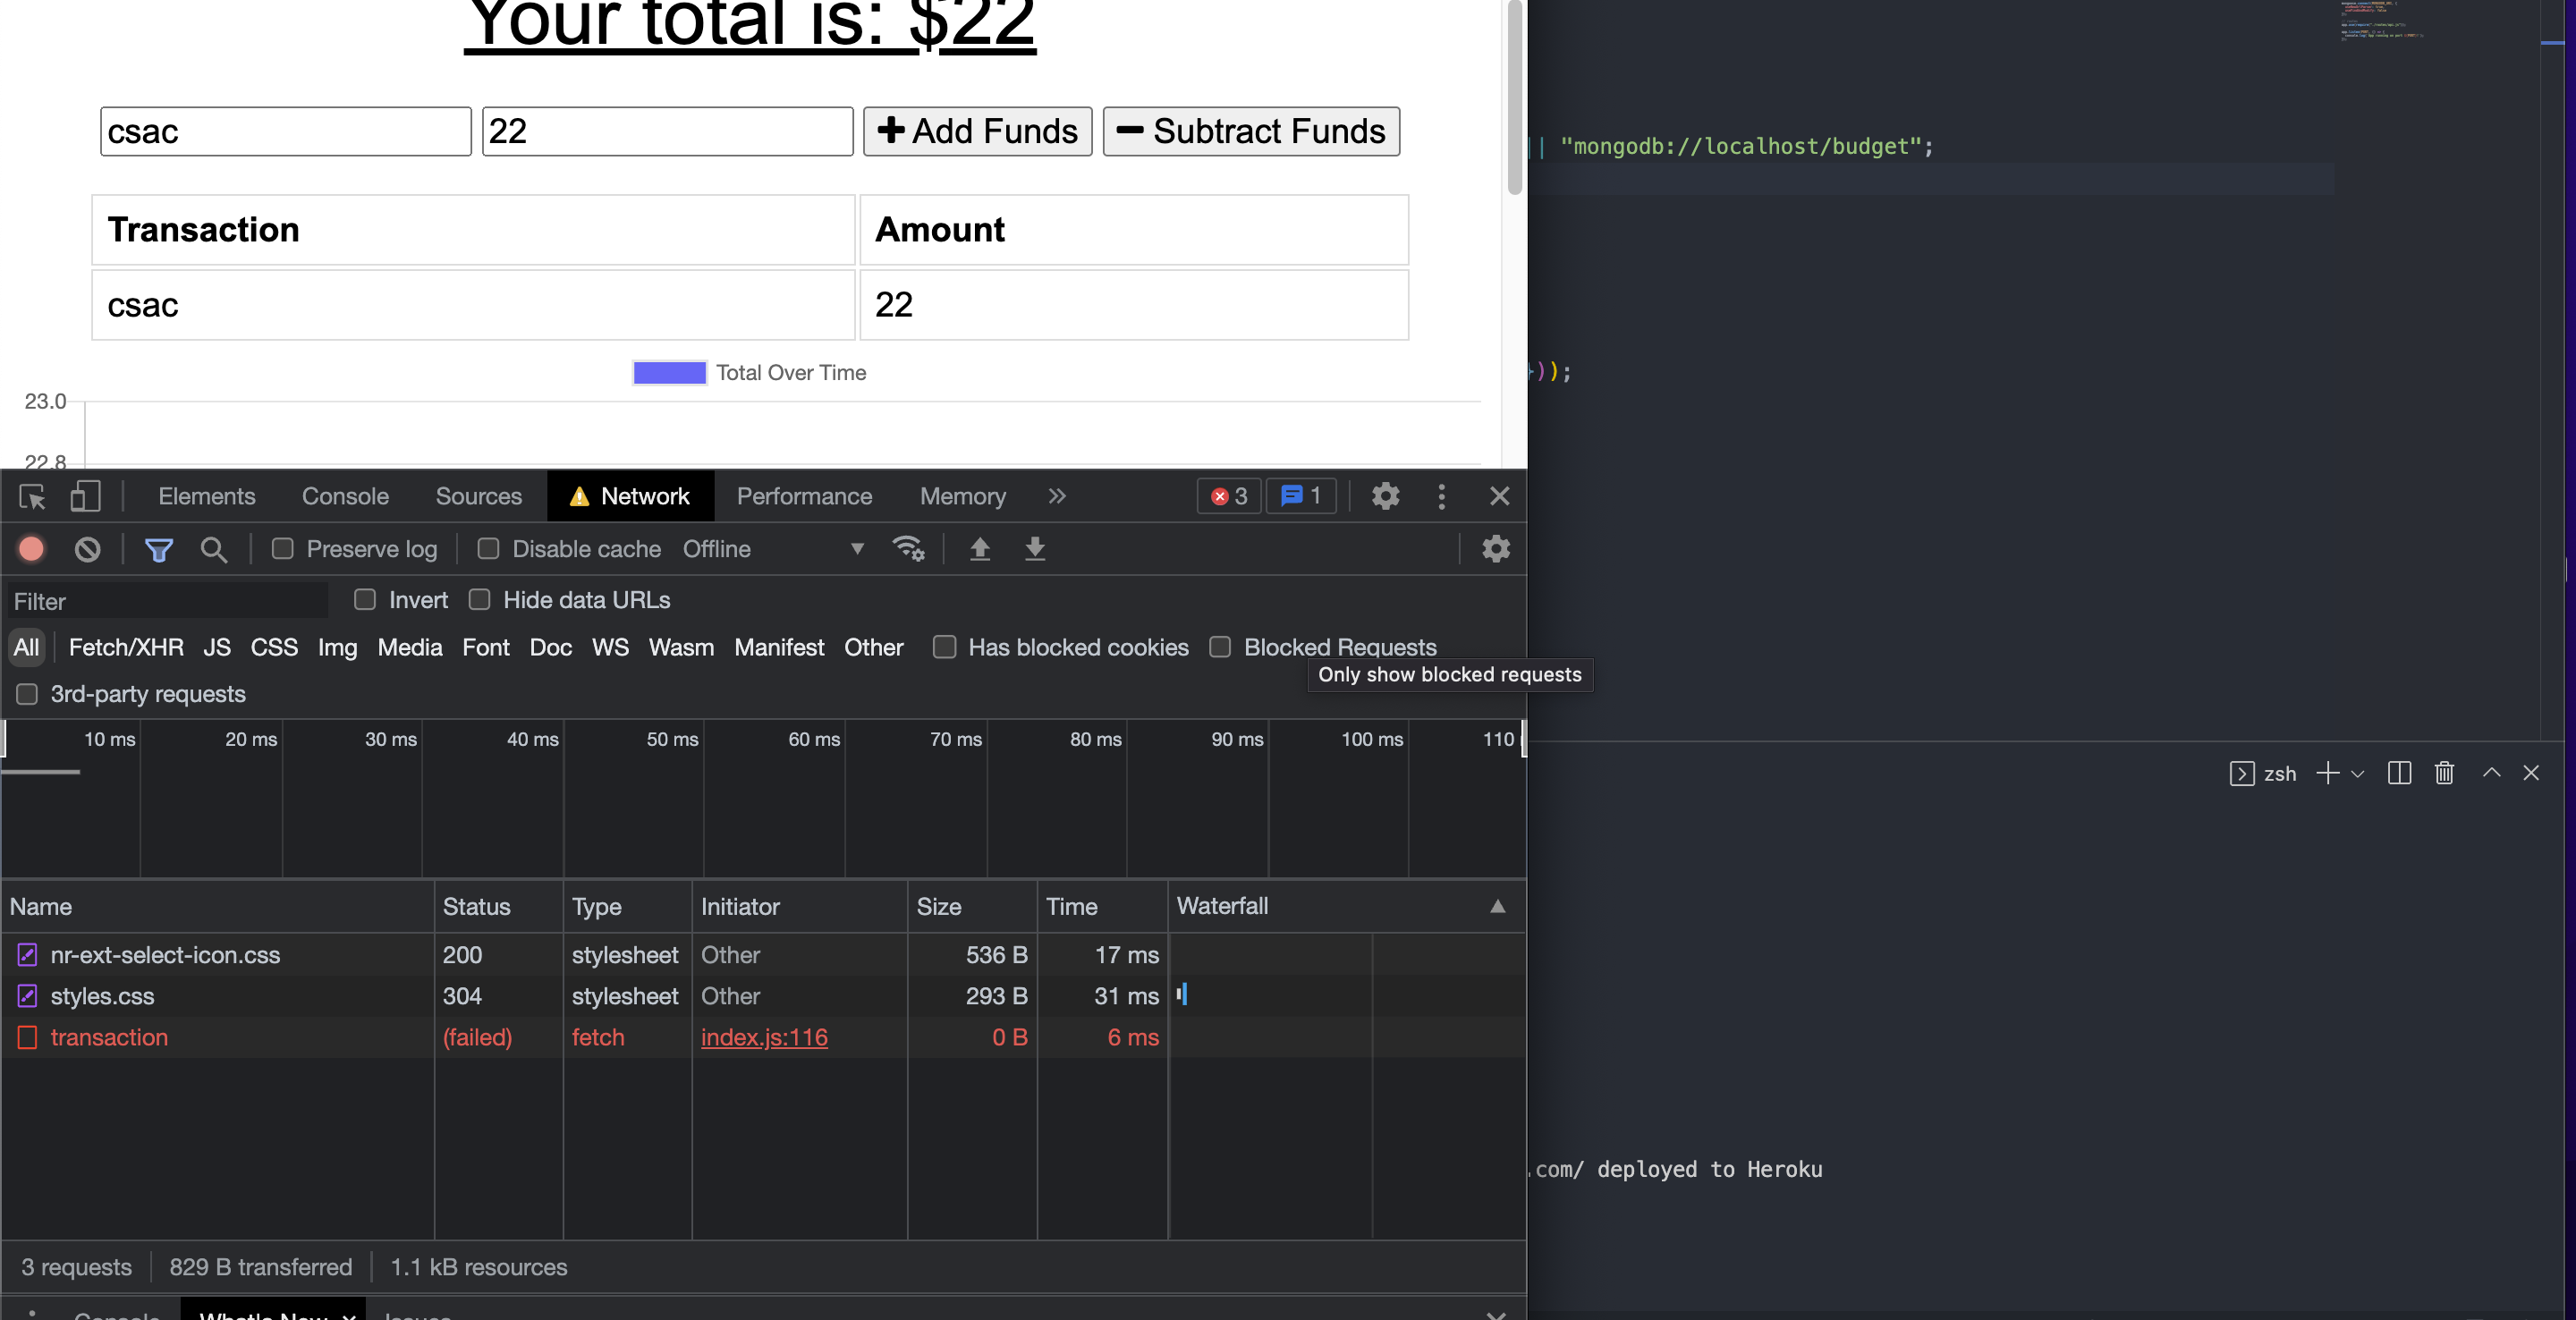 Your total is: $22
csac 22 Add Funds Subtract Funds
Transaction Amount
csac 22
Total Over Time
23.0
22.8
Elements Console Sources Network Performance Memory 3 1
Preserve log Disable cache Offline
Filter Invert Hide data URLs
All Fetch/XHR JS CSS Img Media Font Doc WS Wasm Manifest Other Has blocked cookies Blocked Requests
Only show blocked requests
3rd-party requests
10 ms 20 ms 30 ms 40 ms 50 ms 60 ms 70 ms 80 ms 90 ms 100 ms 110
Name Status Type Initiator Size Time Waterfall
nr-ext-select-icon.css 200 stylesheet Other 536 B 17 ms
styles.css 304 stylesheet Other 293 B 31 ms
transaction (failed) fetch index.js:116 0 B 6 ms
3 requests 829 B transferred 1.1 kB resources
Console What's New Issues
|| "mongodb://localhost/budget";
}));
zsh
.com/ deployed to Heroku